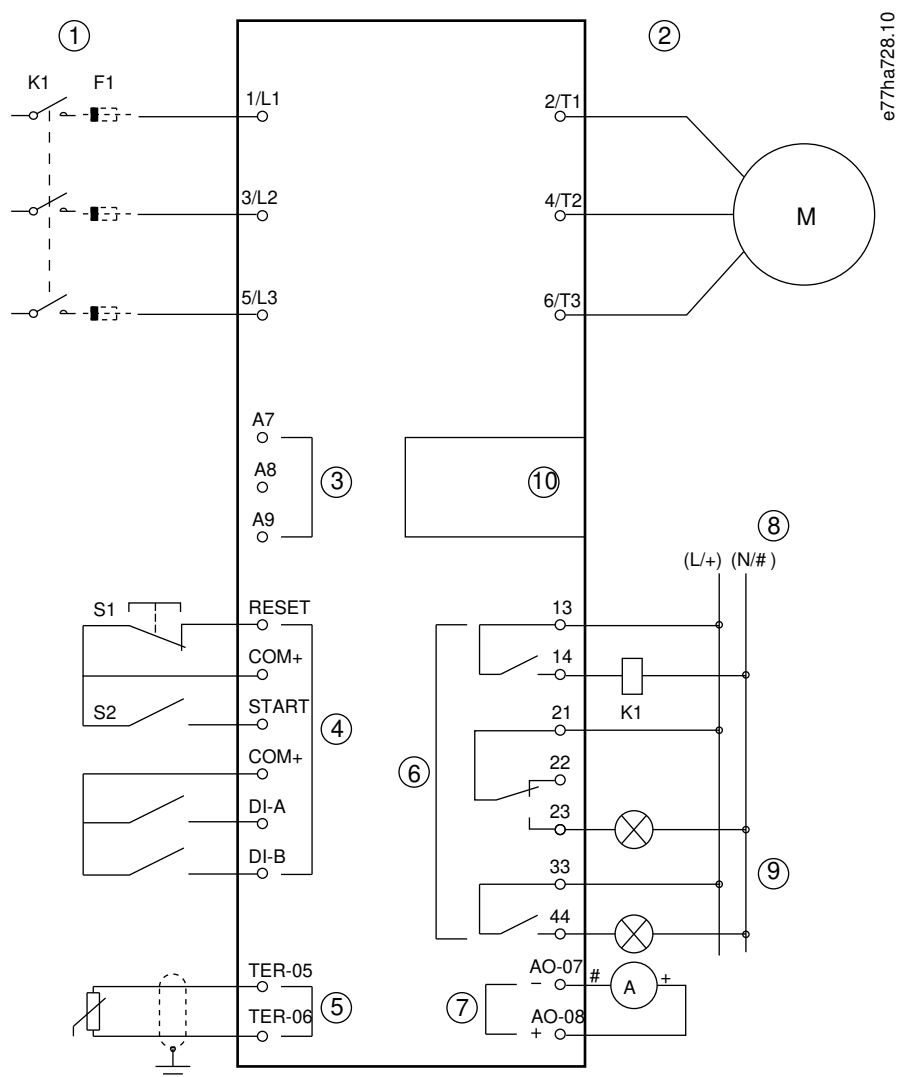 1
2
e77ha728.10
K1 F1
1/L1
2/T1
3/L2
4/T2
M
5/L3
6/T3
A7
A8
3
10
A9
8
(L/+) (N/#)
S1
RESET
13
COM+
14
S2
START
K1
4
21
COM+
22
6
DI-A
23
DI-B
33
9
44
TER-05
AO-07
# A +
−
5
7
TER-06
AO-08
+